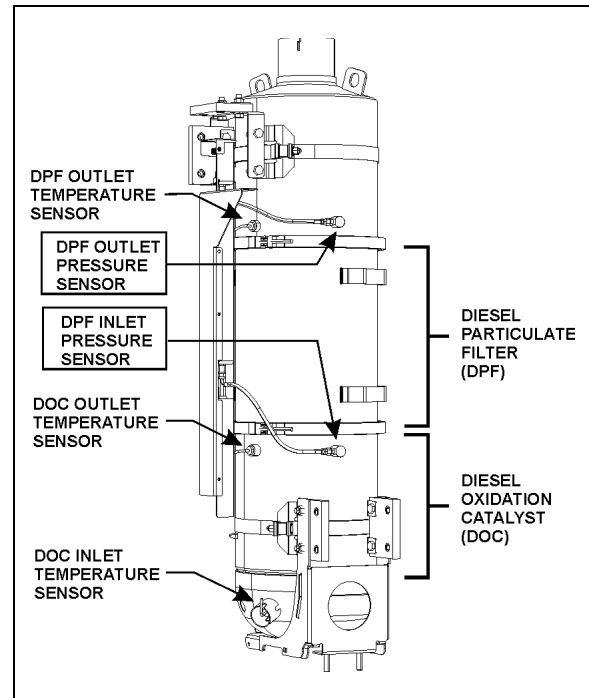 DPF OUTLET
TEMPERATURE
SENSOR
DPF OUTLET
PRESSURE
SENSOR
DPF INLET
PRESSURE
SENSOR
DOC OUTLET
TEMPERATURE
SENSOR
DOC INLET
TEMPERATURE
SENSOR
DIESEL
PARTICULATE
FILTER
(DPF)
DIESEL
OXIDATION
CATALYST
(DOC)